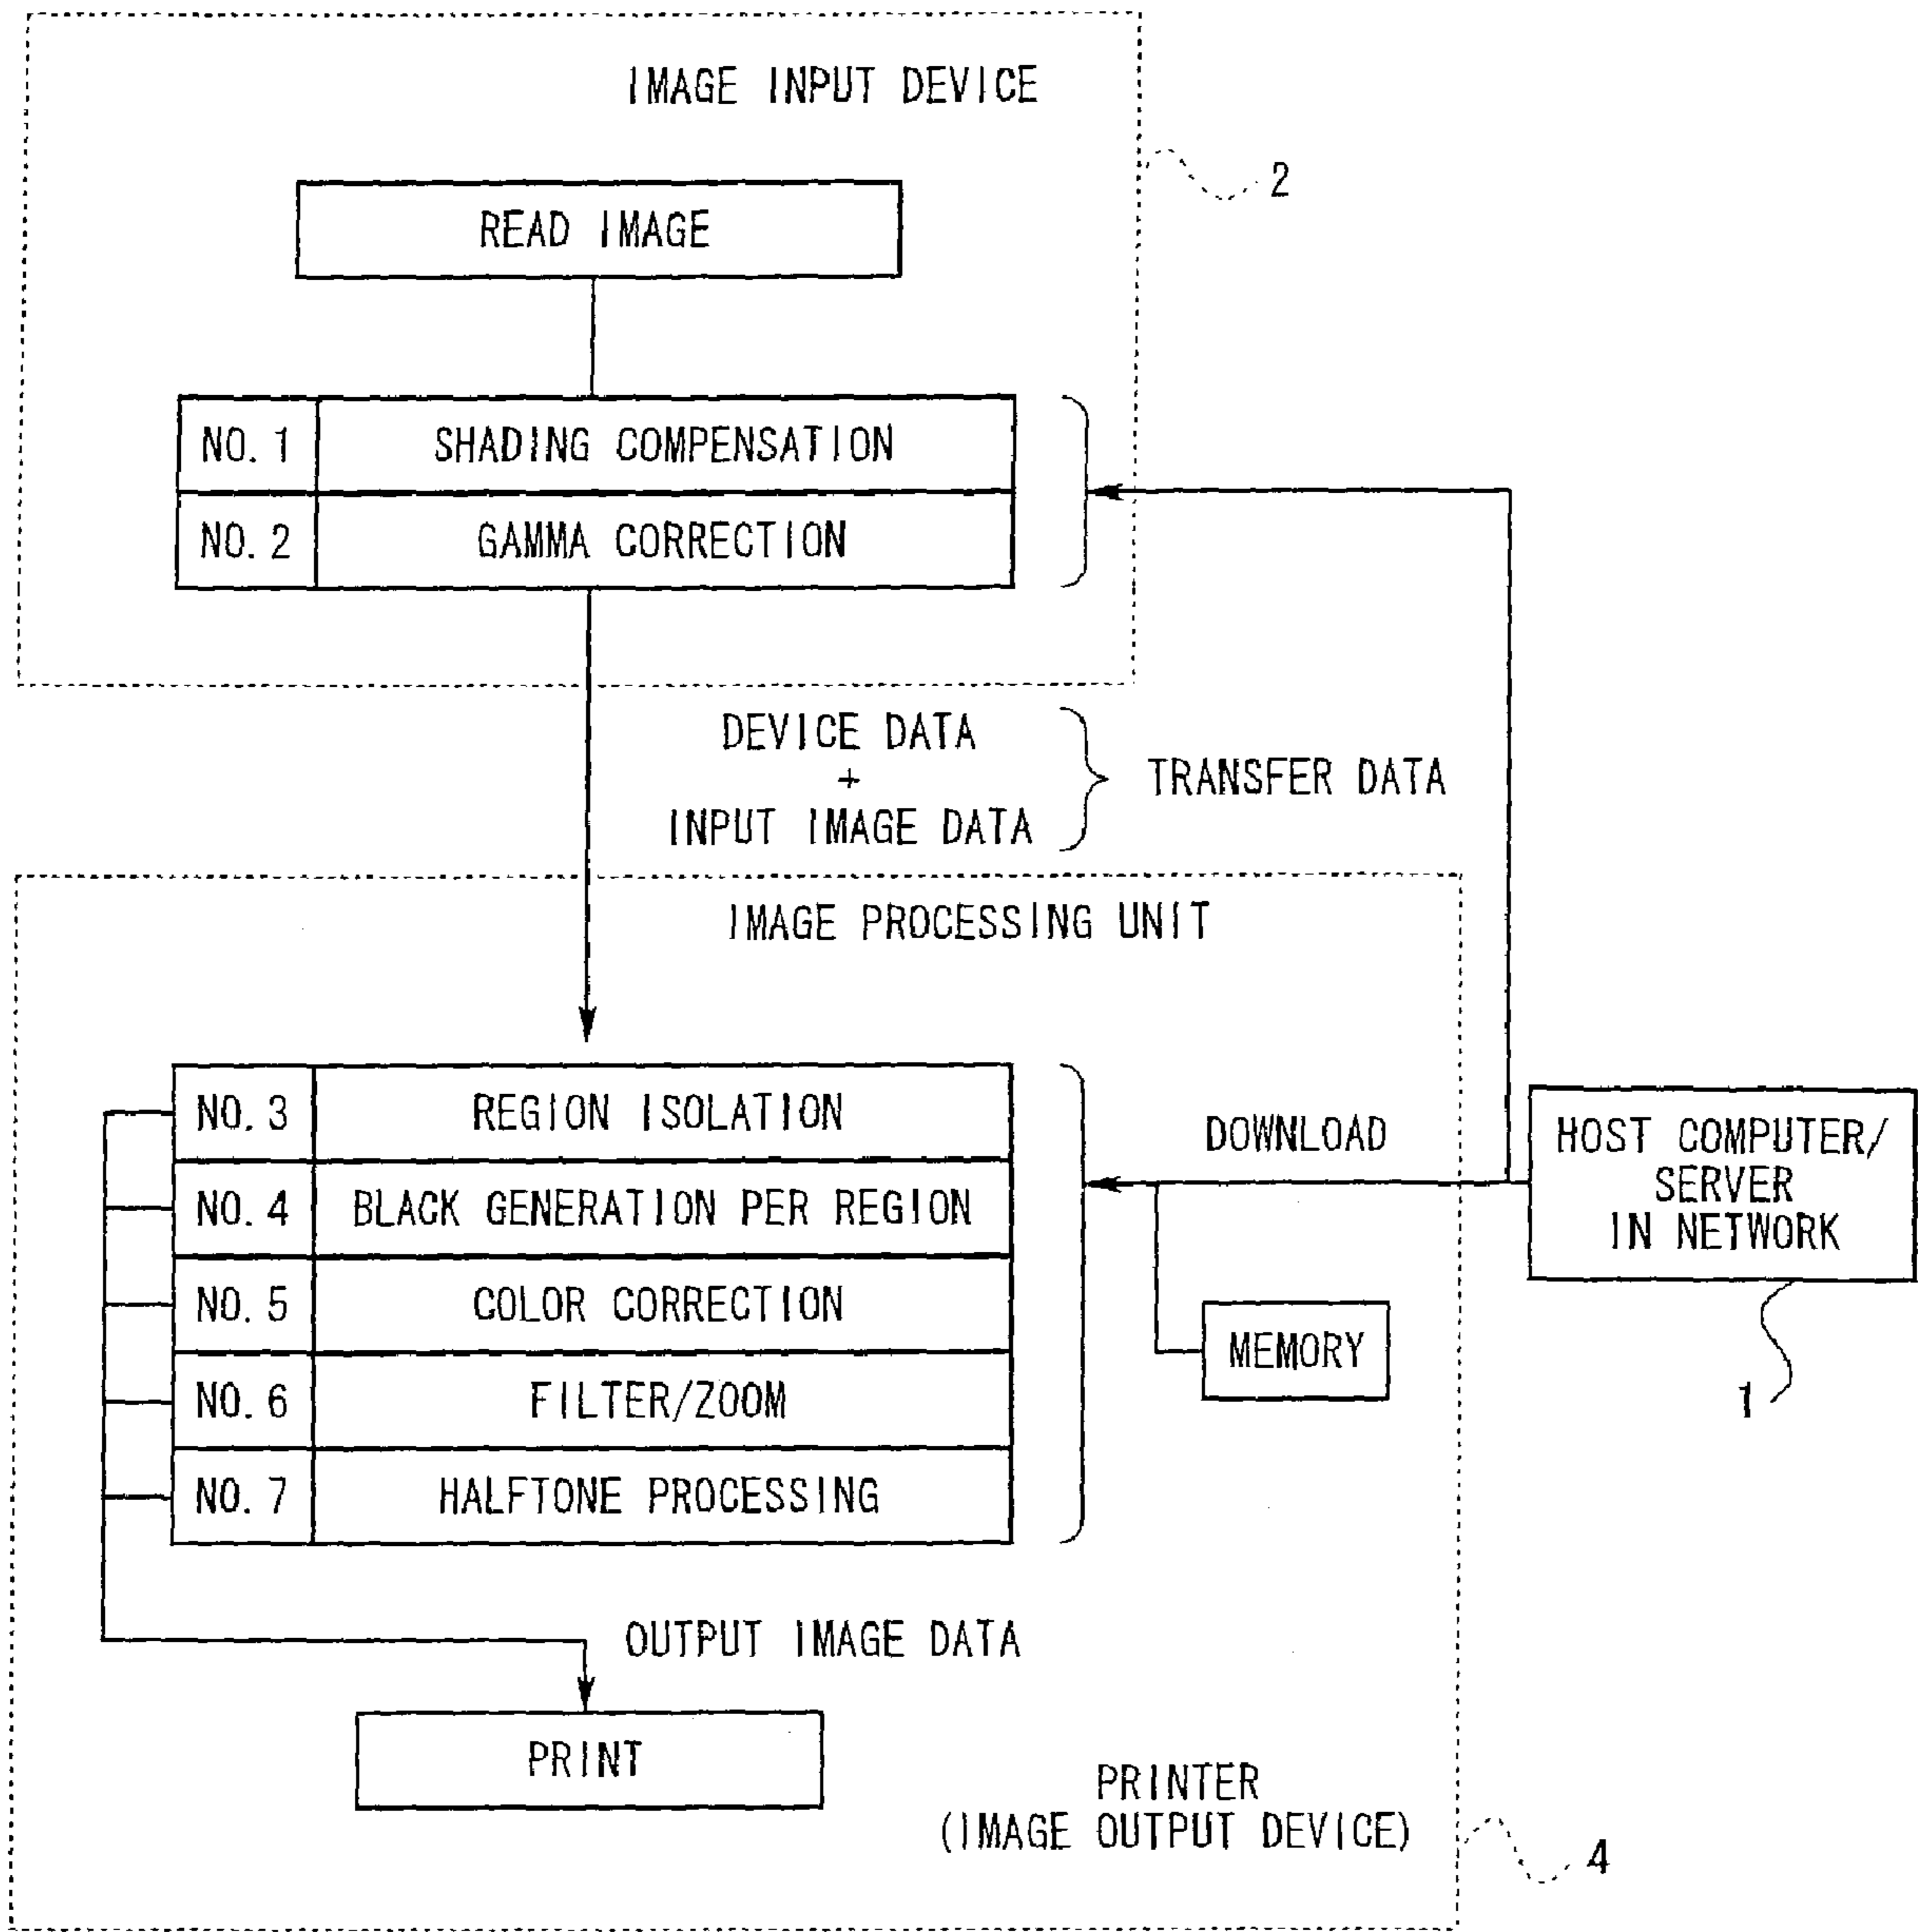 IMAGE INPUT DEVICE
2
READ IMAGE
NO. 1 SHADING COMPENSATION
NO. 2 GAMMA CORRECTION
DEVICE DATA
+
INPUT IMAGE DATA
TRANSFER DATA
IMAGE PROCESSING UNIT
NO. 3 REGION ISOLATION
NO. 4 BLACK GENERATION PER REGION
NO. 5 COLOR CORRECTION
NO. 6 FILTER/ZOOM
NO. 7 HALFTONE PROCESSING
DOWNLOAD
MEMORY
HOST COMPUTER/
SERVER
IN NETWORK
1
OUTPUT IMAGE DATA
PRINT
PRINTER
(IMAGE OUTPUT DEVICE)
4